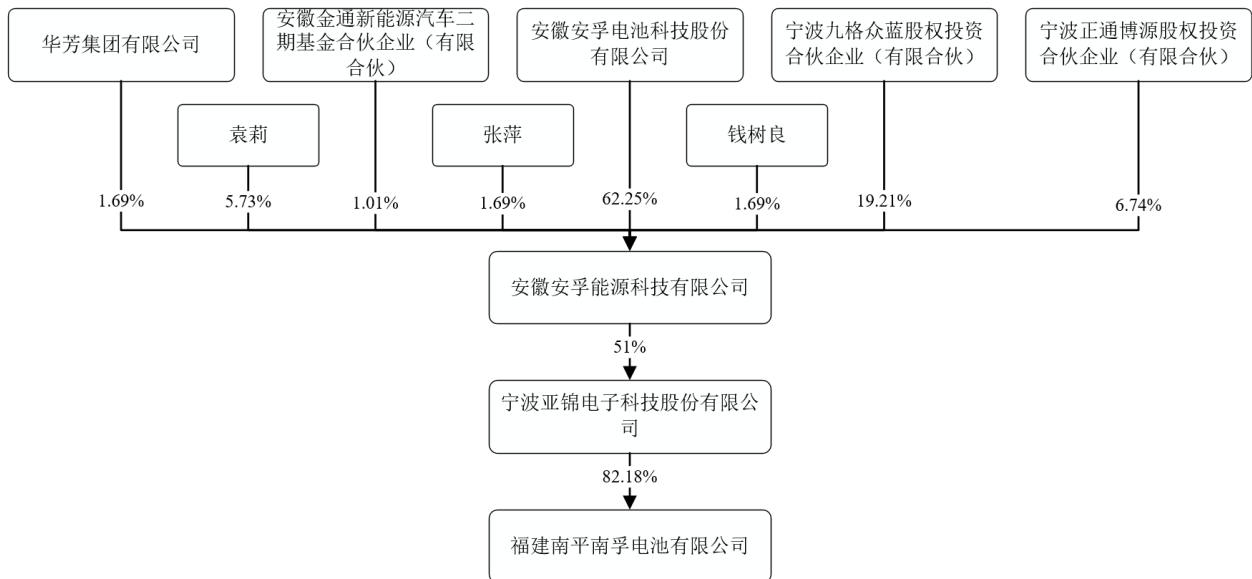 华芳集团有限公司
安徽金通新能源汽车二
期基金合伙企业（有限
合伙）
安徽安孚电池科技股份
有限公司
宁波九格众蓝股权投资
合伙企业（有限合伙）
宁波正通博源股权投资
合伙企业（有限合伙）
袁莉
张萍
钱树良
1.69%
5.73%
1.01%
1.69%
62.25%
1.69%
19.21%
6.74%
安徽安孚能源科技有限公司
51%
宁波亚锦电子科技股份有限公
司
82.18%
福建南平南孚电池有限公司